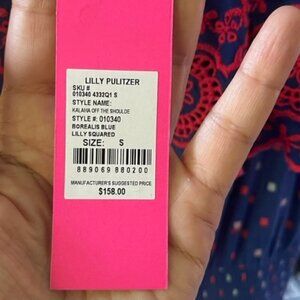 LILLY PULITZER
SKU #
010340 4332Q1 S
STYLE NAME:
KALANA OFF THE SHOULDE
STYLE #: 010340
BOREALIS BLUE
LILLY SQUARED
SIZE: S
889069 880200
MANUFACTURER'S SUGGESTED PRICE
$158.00